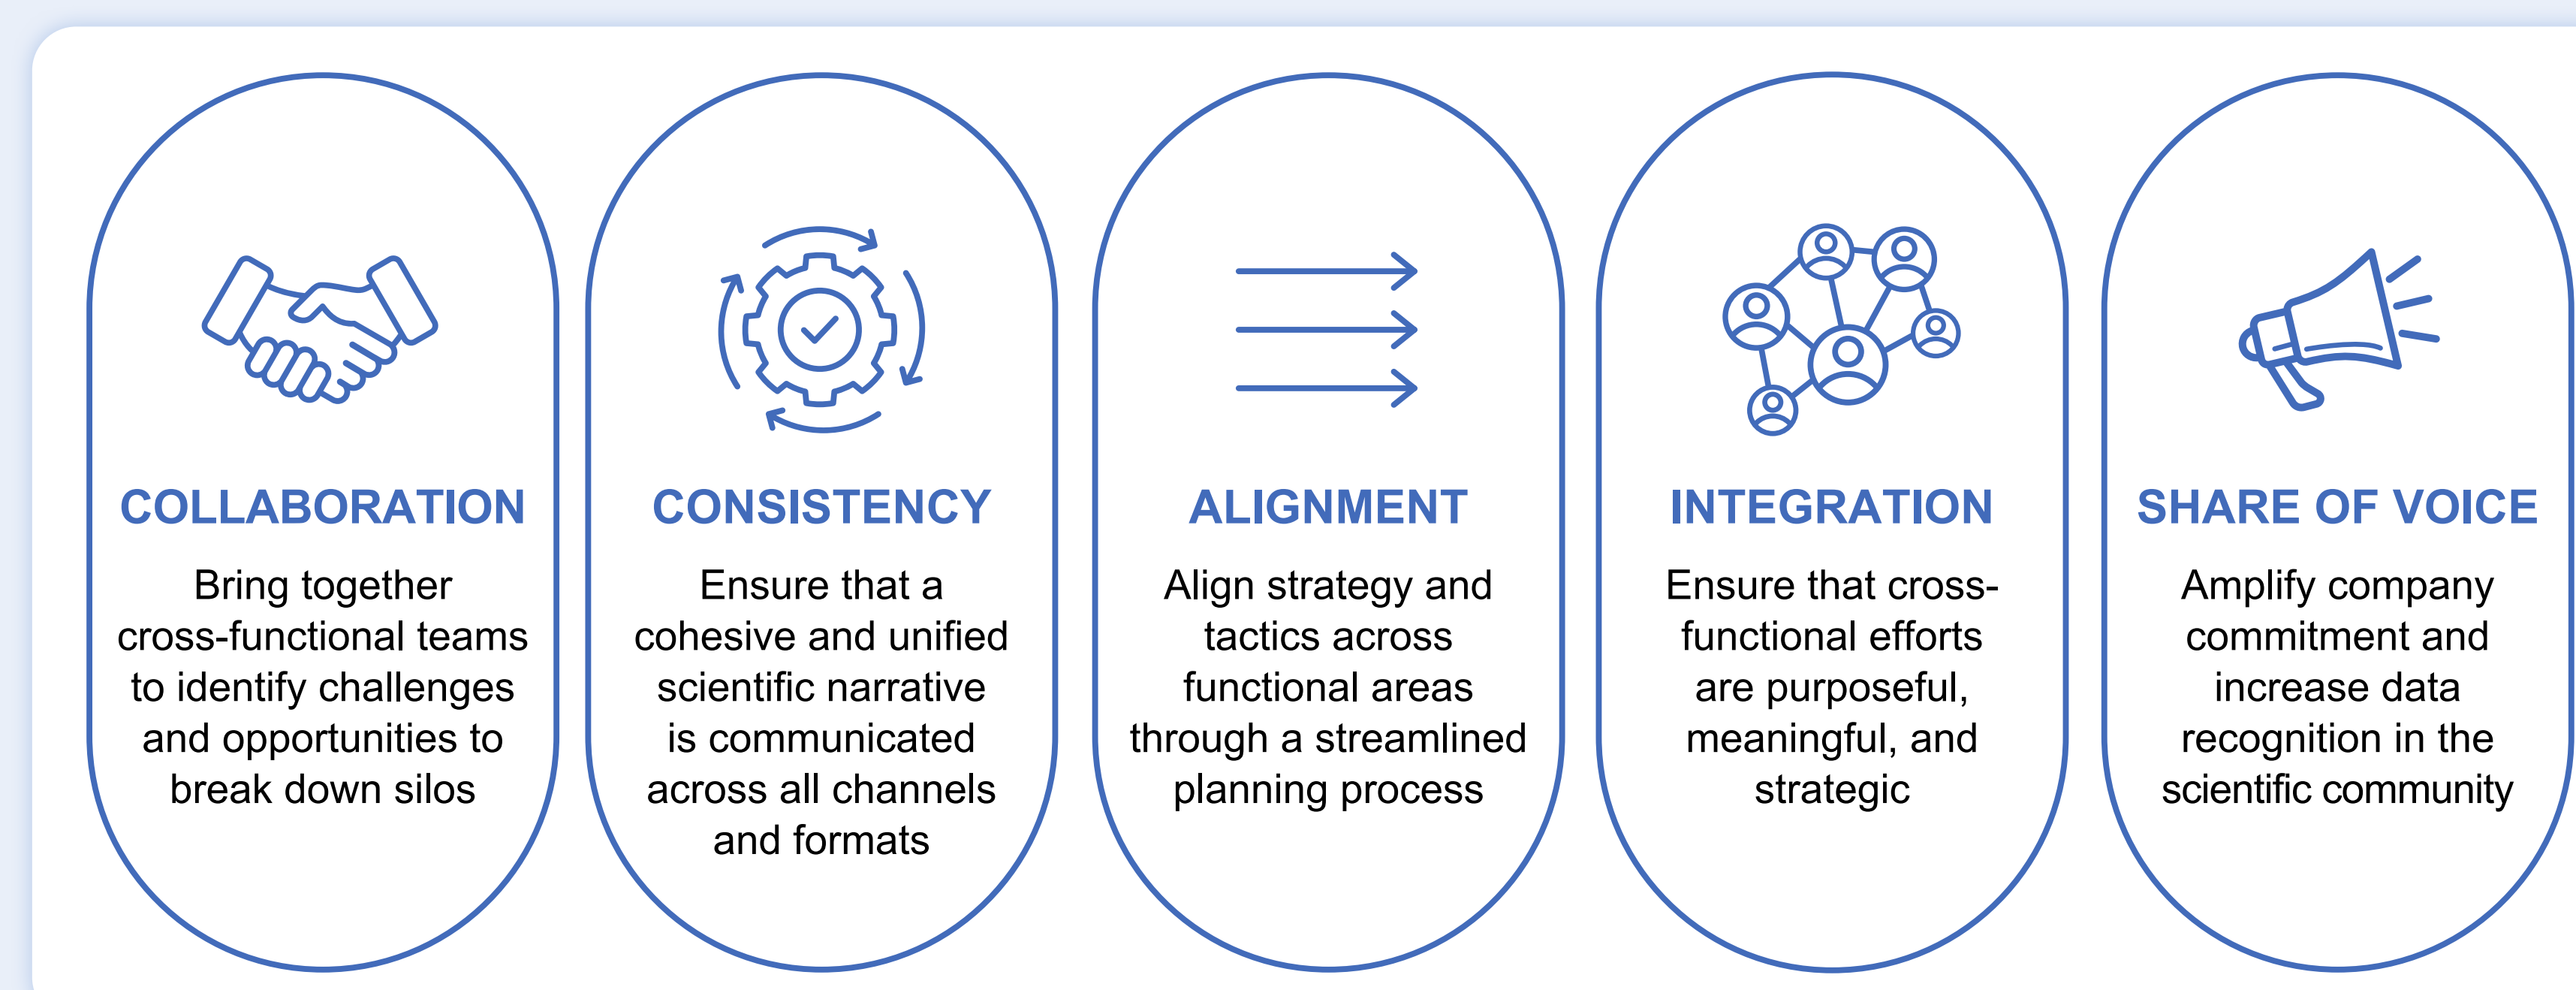 COLLABORATION
Bring together
cross-functional teams
to identify challenges
and opportunities to
break down silos
CONSISTENCY
Ensure that a
cohesive and unified
scientific narrative
is communicated
across all channels
and formats
ALIGNMENT
Align strategy and
tactics across
functional areas
through a streamlined
planning process
INTEGRATION
Ensure that cross-
functional efforts
are purposeful,
meaningful, and
strategic
SHARE OF VOICE
Amplify company
commitment and
increase data
recognition in the
scientific community